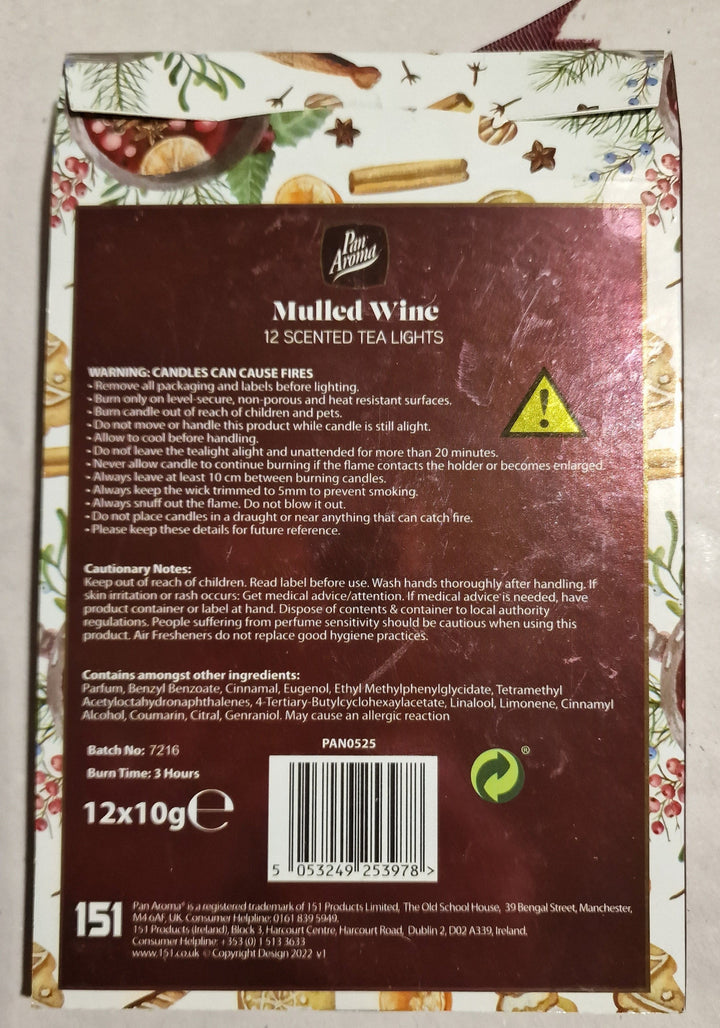 Pan
Aroma
Mulled Wine
12 SCENTED TEA LIGHTS
WARNING: CANDLES CAN CAUSE FIRES
- Remove all packaging and labels before lighting.
- Burn only on level-secure, non-porous and heat resistant surfaces.
- Burn candle out of reach of children and pets.
- Do not move or handle this product while candle is still alight.
- Allow to cool before handling.
- Do not leave the tealight alight and unattended for more than 20 minutes.
- Never allow candle to continue burning if the flame contacts the holder or becomes enlarged.
- Always leave at least 10 cm between burning candles.
- Always keep the wick trimmed to 5mm to prevent smoking.
- Always snuff out the flame. Do not blow it out.
- Do not place candles in a draught or near anything that can catch fire.
- Please keep these details for future reference.
Cautionary Notes:
Keep out of reach of children. Read label before use. Wash hands thoroughly after handling. If
skin irritation or rash occurs: Get medical advice/attention. If medical advice is needed, have
product container or label at hand. Dispose of contents & container to local authority
regulations. People suffering from perfume sensitivity should be cautious when using this
product. Air Fresheners do not replace good hygiene practices.
Contains amongst other ingredients:
Parfum, Benzyl Benzoate, Cinnamal, Eugenol, Ethyl Methylphenylglycidate, Tetramethyl
Acetyloctahydronaphthalenes, 4-Tertiary-Butylcyclohexylacetate, Linalool, Limonene, Cinnamyl
Alcohol, Coumarin, Citral, Genraniol. May cause an allergic reaction
Batch No: 7216
PAN0525
Burn Time: 3 Hours
®
12x10g℮
5 053249 253978 >
151
Pan Aroma® is a registered trademark of 151 Products Limited, The Old School House, 39 Bengal Street, Manchester,
M4 6AF, UK. Consumer Helpline: 0161 839 5949.
151 Products (Ireland), Block 3, Harcourt Centre, Harcourt Road, Dublin 2, D02 A339, Ireland.
Consumer Helpline: +353 (0) 1 513 3633
www.151.co.uk © Copyright Design 2022 v1